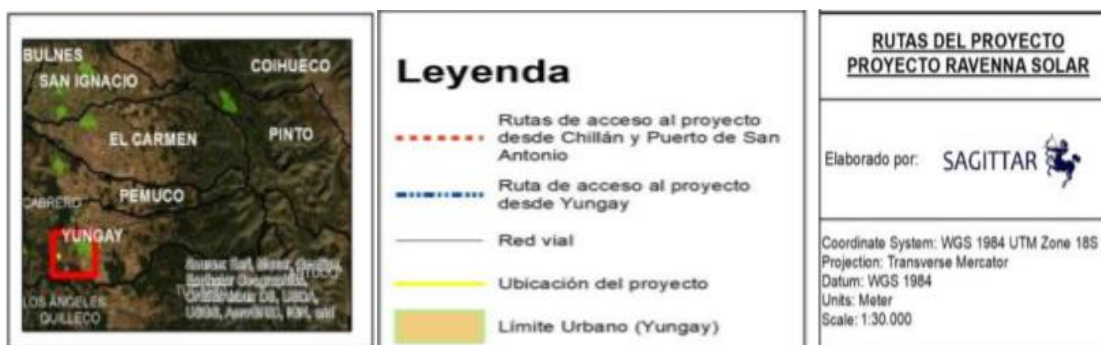 BULNES
SAN IGNACIO
COIHUECO
EL CARMEN
PINTO
PEMUCO
CABRERO
YUNGAY
LOS ÁNGELES
QUILLECO
Leyenda
Rutas de acceso al proyecto
desde Chillán y Puerto de San
Antonio
Ruta de acceso al proyecto
desde Yungay
Red vial
Ubicación del proyecto
Límite Urbano (Yungay)
RUTAS DEL PROYECTO
PROYECTO RAVENNA SOLAR
Elaborado por: SAGITTAR
Coordinate System: WGS 1984 UTM Zone 18S
Projection: Transverse Mercator
Datum: WGS 1984
Units: Meter
Scale: 1:30.000